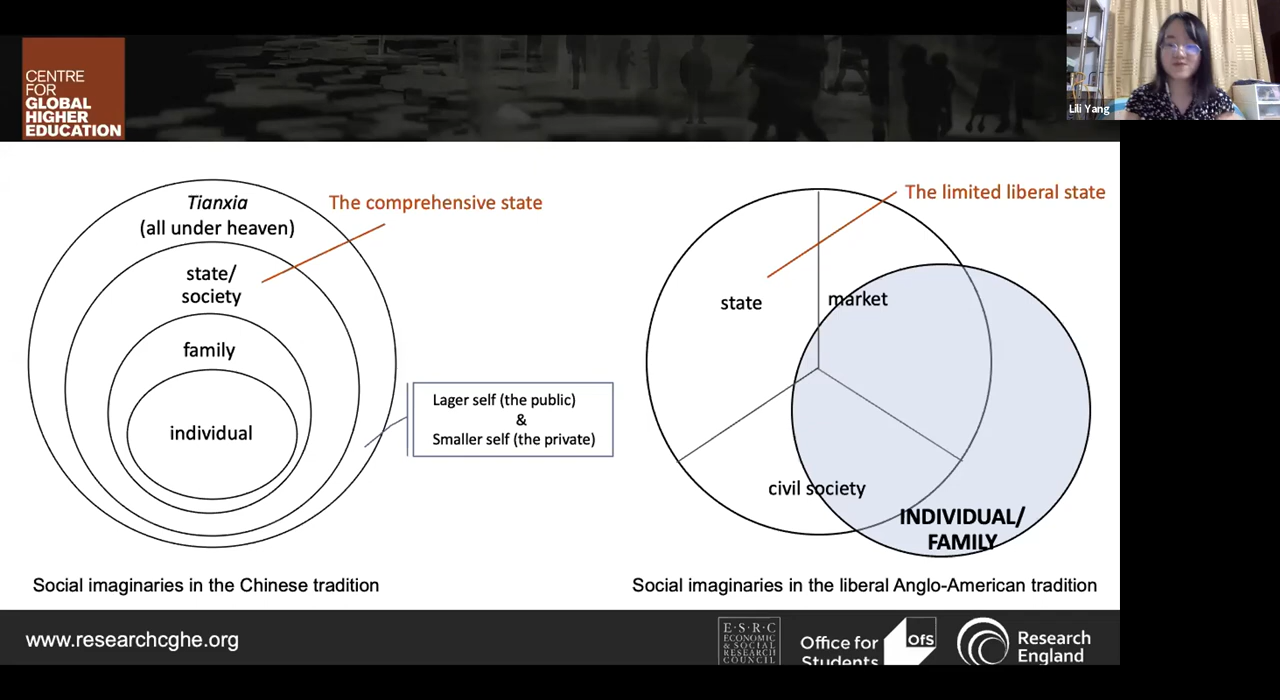 CENTRE
FOR
GLOBAL
HIGHER
EDUCATION
Lili Yang
Tianxia
(all under heaven)
The comprehensive state
state/
society
family
individual
Lager self (the public)
&
Smaller self (the private)
Social imaginaries in the Chinese tradition
The limited liberal state
state
market
civil society
INDIVIDUAL/
FAMILY
Social imaginaries in the liberal Anglo-American tradition
www.researchcghe.org
E·S·R·C
ECONOMIC
& SOCIAL
RESEARCH
COUNCIL
Office for
Students
OfS
Research
England